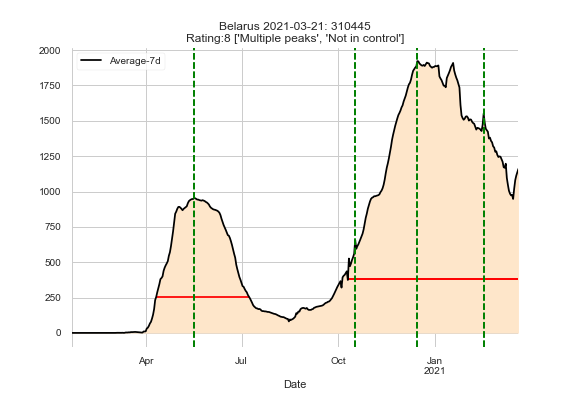 Belarus 2021-03-21: 310445
Rating:8 ['Multiple peaks', 'Not in control']
2000
Average-7d
1750
1500
1250
1000
750
500
250
0
Apr Jul Oct Jan
2021
Date